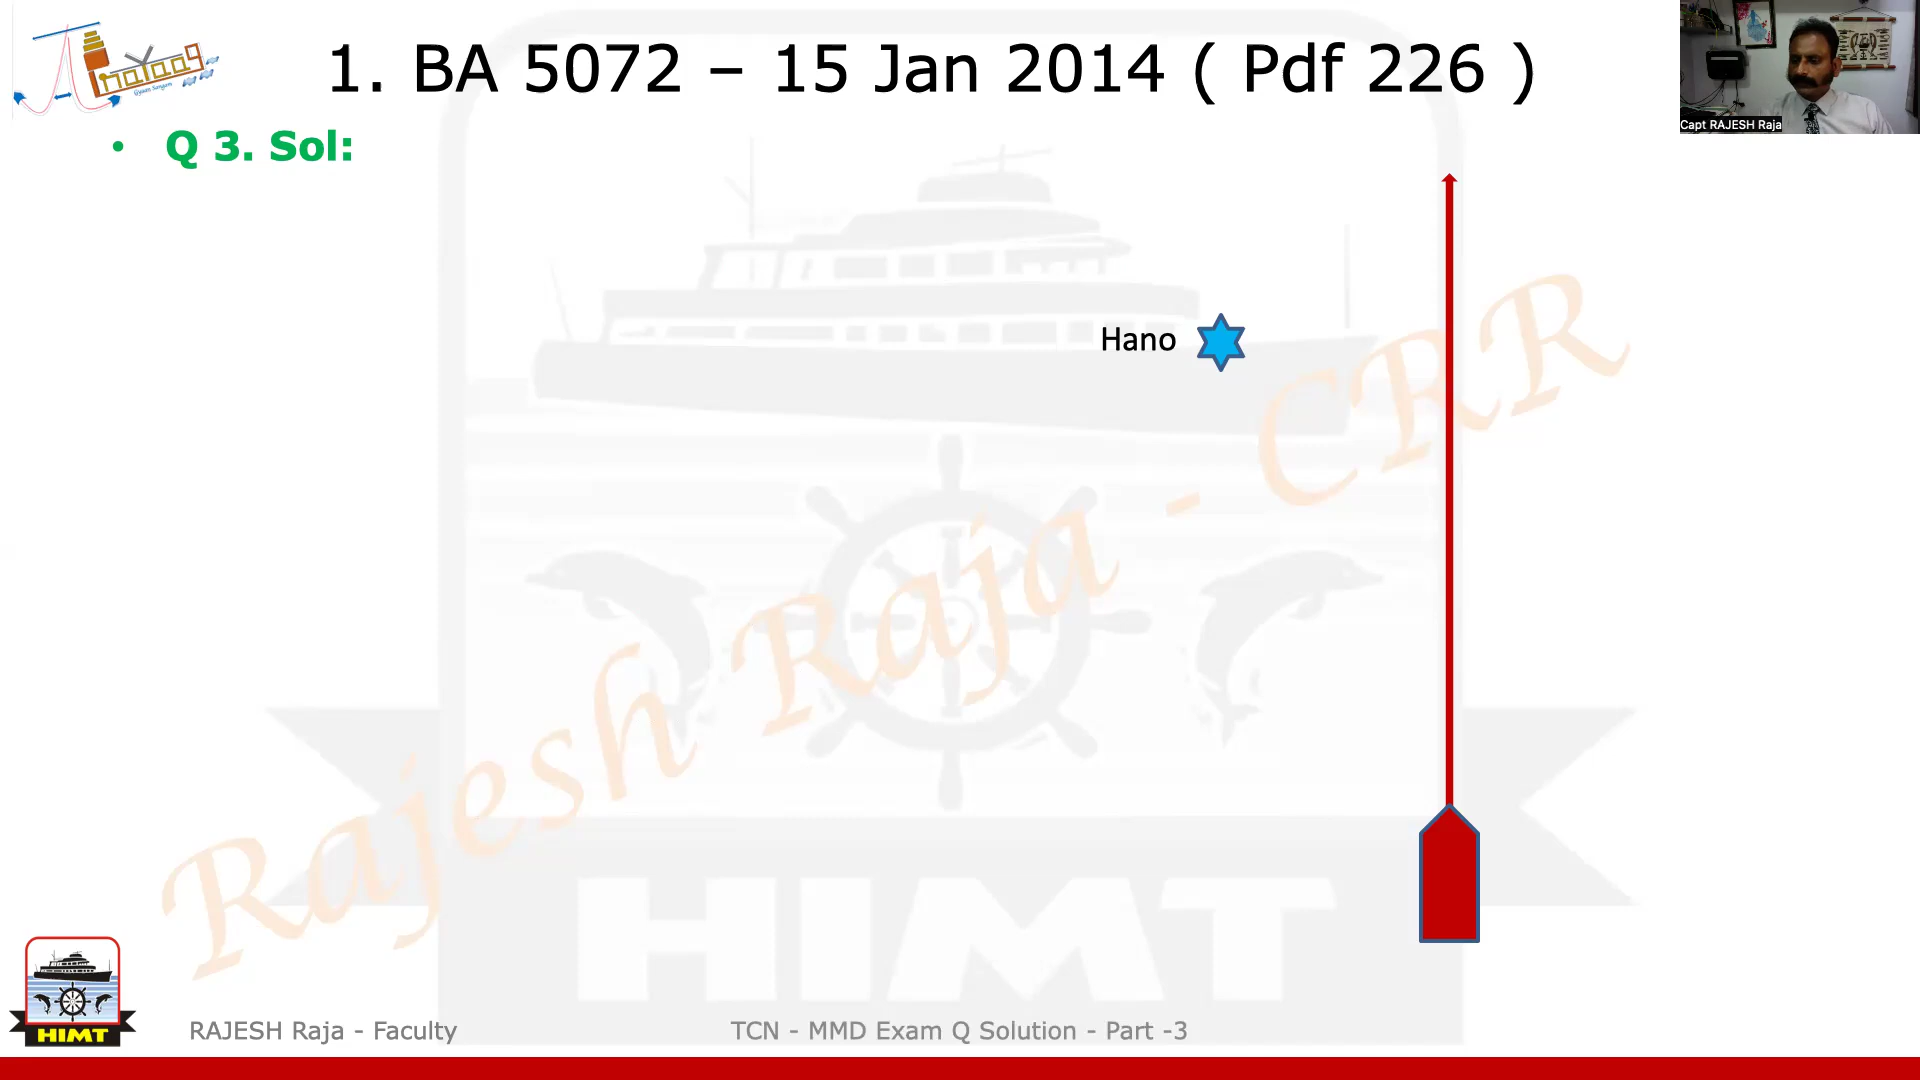 1. BA 5072 – 15 Jan 2014 ( Pdf 226 )
Capt RAJESH Raja
• Q 3. Sol:
Hano
Rajesh Raja - CRR
HIMT
HIMT
RAJESH Raja - Faculty
TCN - MMD Exam Q Solution - Part -3